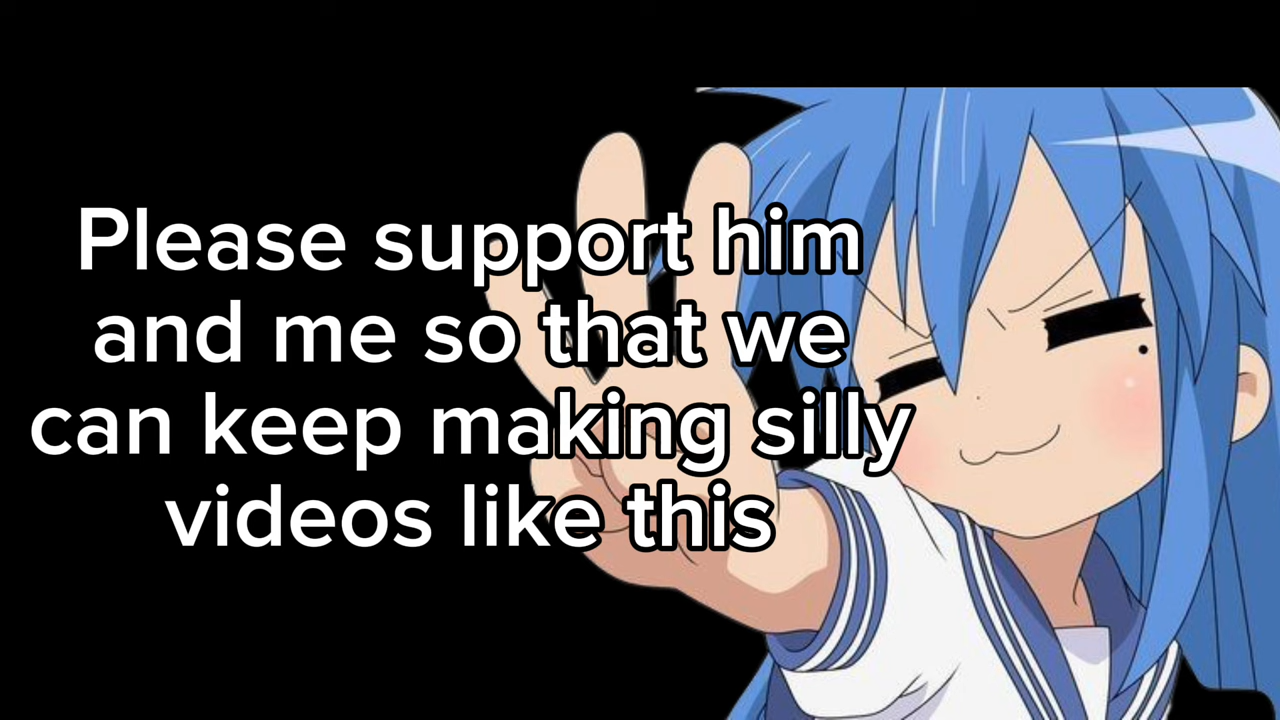 Please support him
and me so that we
can keep making silly
videos like this